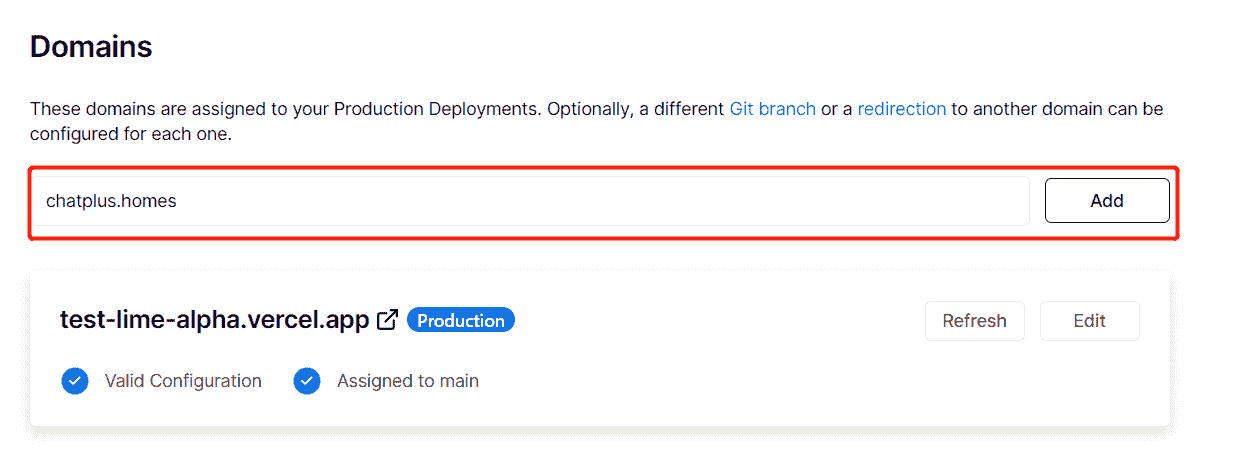 Domains
These domains are assigned to your Production Deployments. Optionally, a different Git branch or a redirection to another domain can be
configured for each one.
chatplus.homes
Add
test-lime-alpha.vercel.app Production
Refresh
Edit
Valid Configuration
Assigned to main